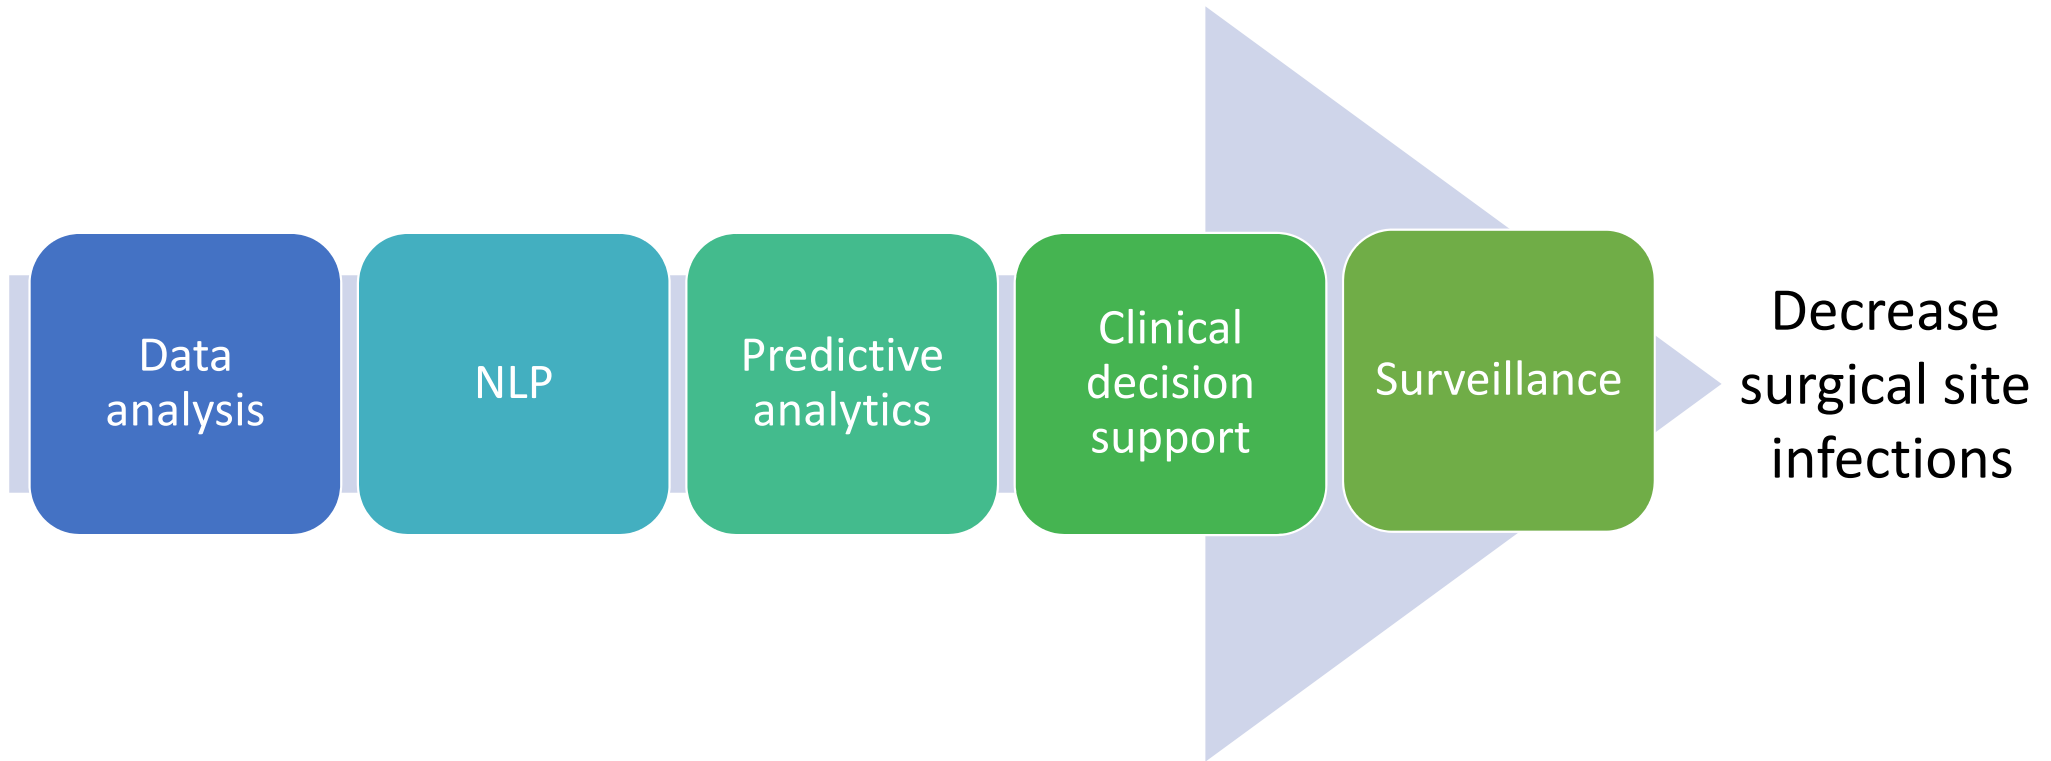 Data
analysis
NLP
Predictive
analytics
Clinical
decision
support
Surveillance
Decrease
surgical site
infections